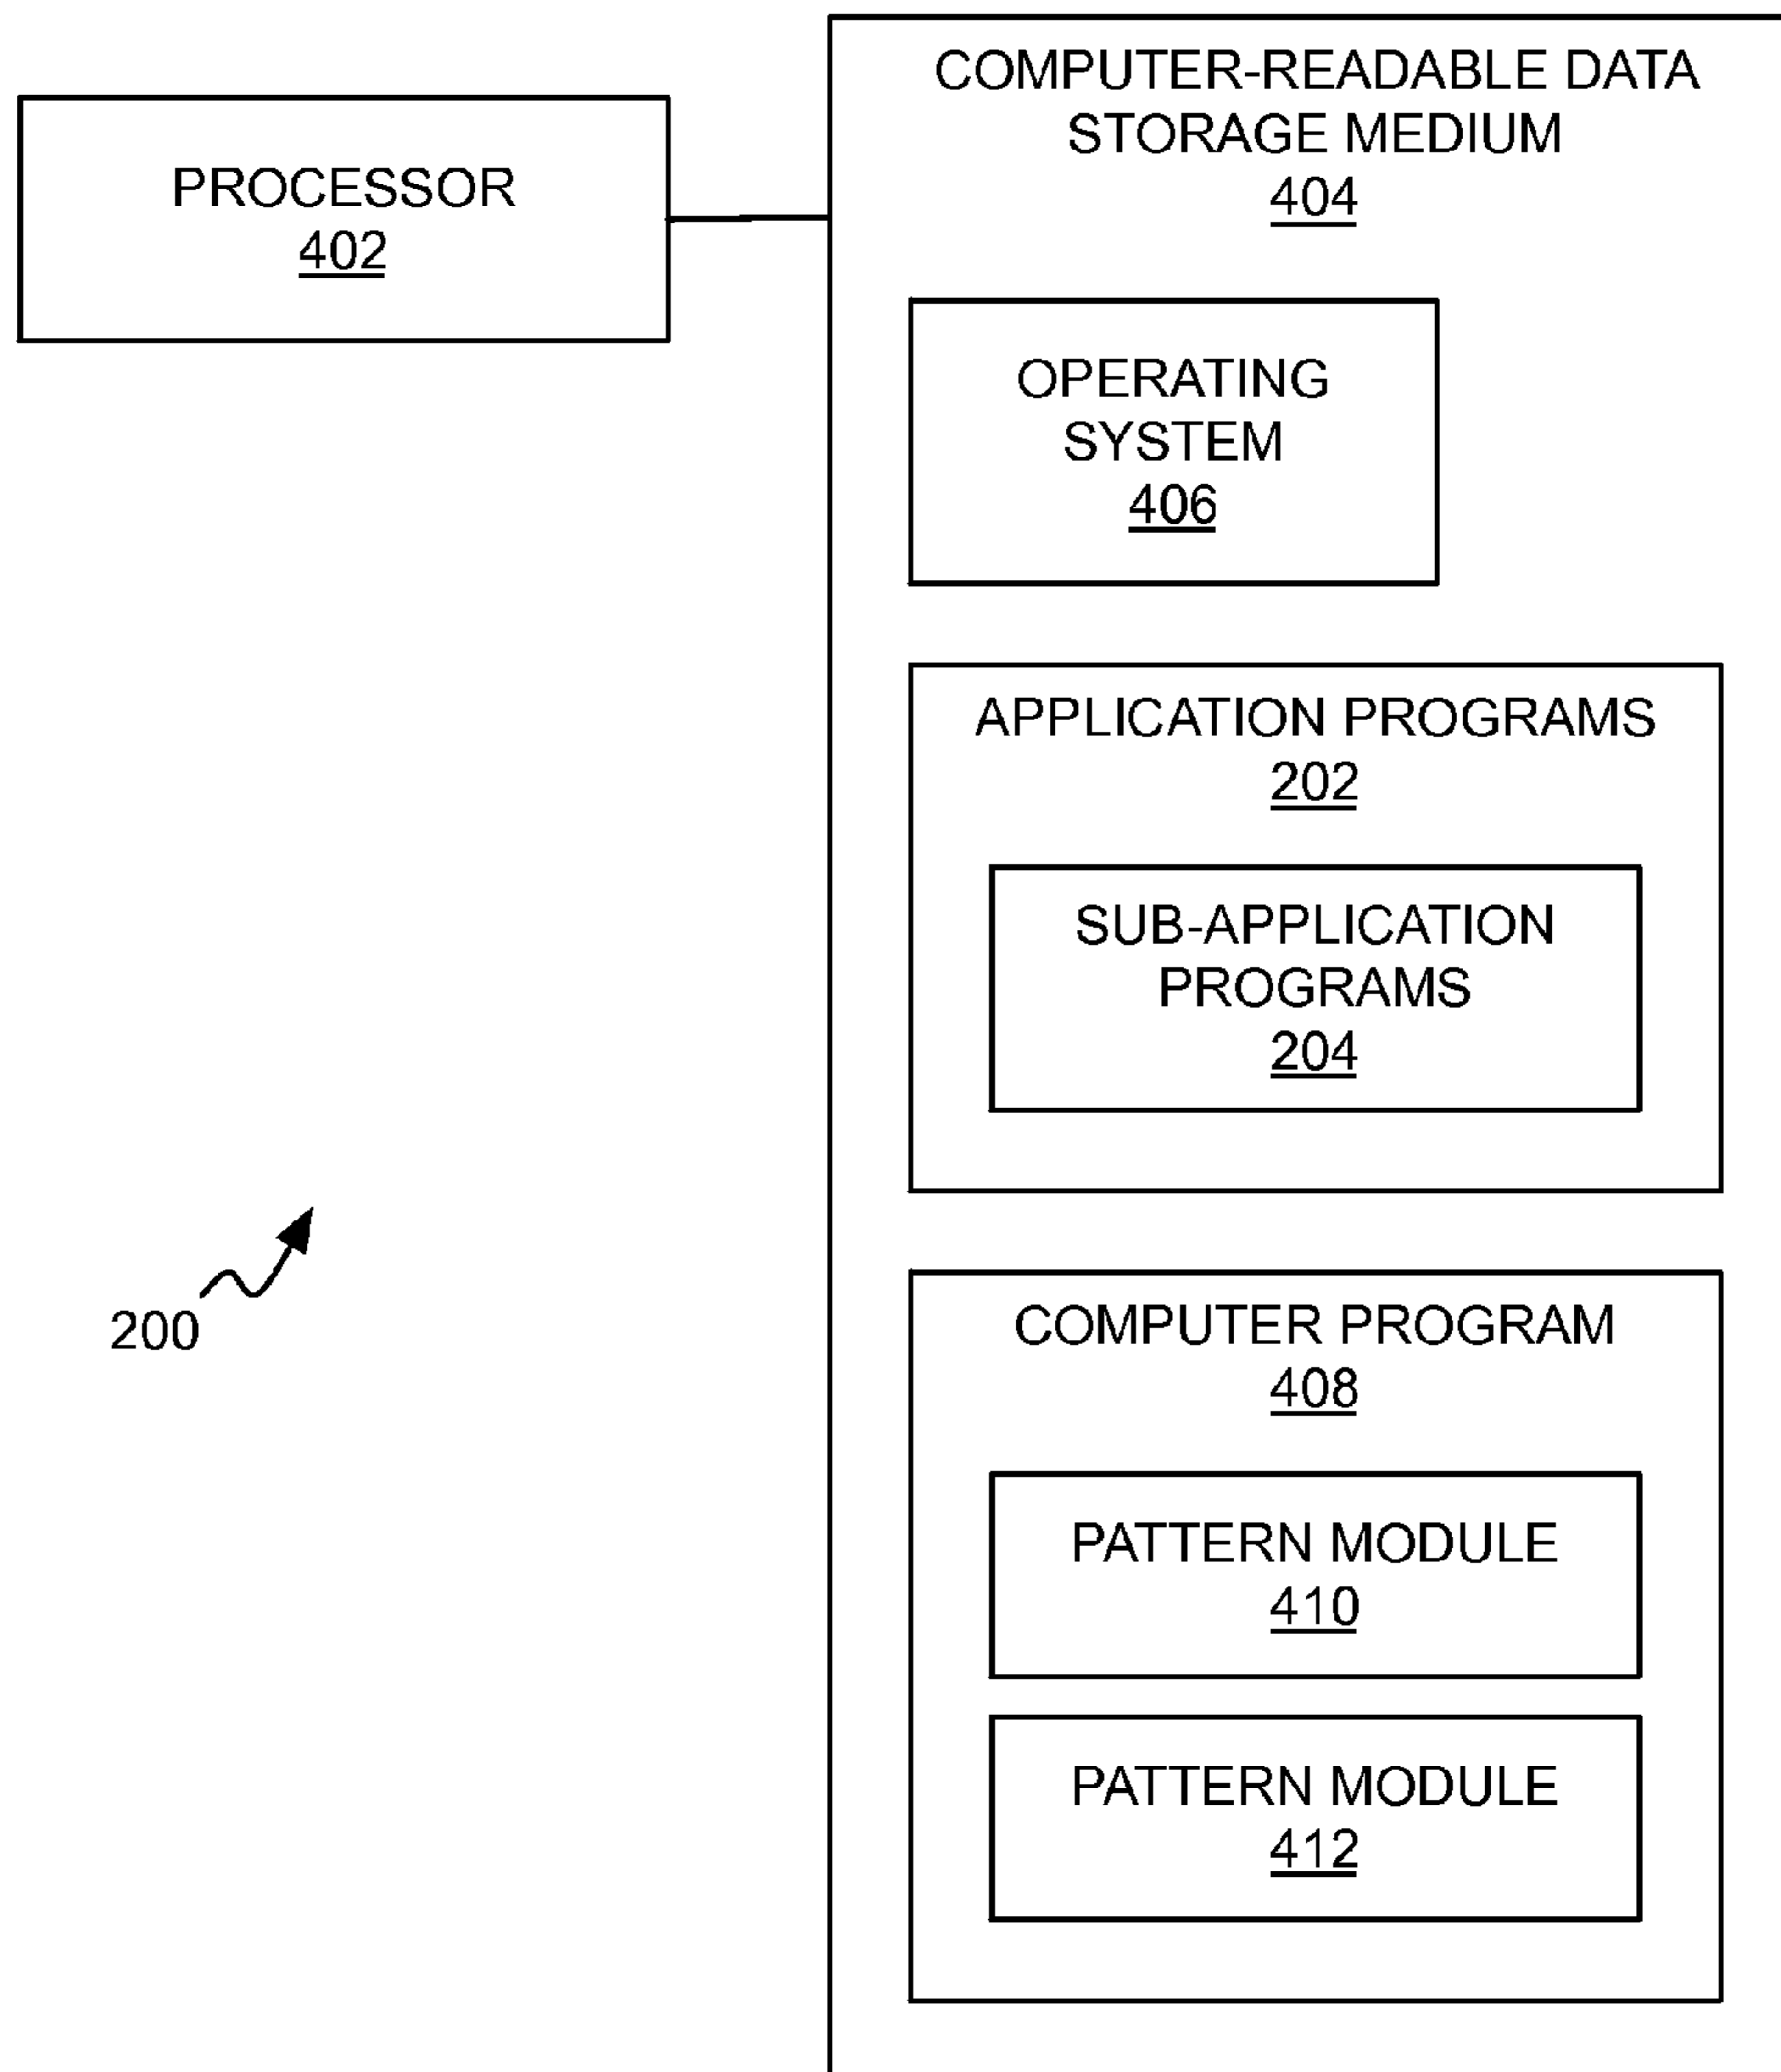 PROCESSOR
402
COMPUTER-READABLE DATA
STORAGE MEDIUM
404
OPERATING
SYSTEM
406
APPLICATION PROGRAMS
202
SUB-APPLICATION
PROGRAMS
204
200
COMPUTER PROGRAM
408
PATTERN MODULE
410
PATTERN MODULE
412